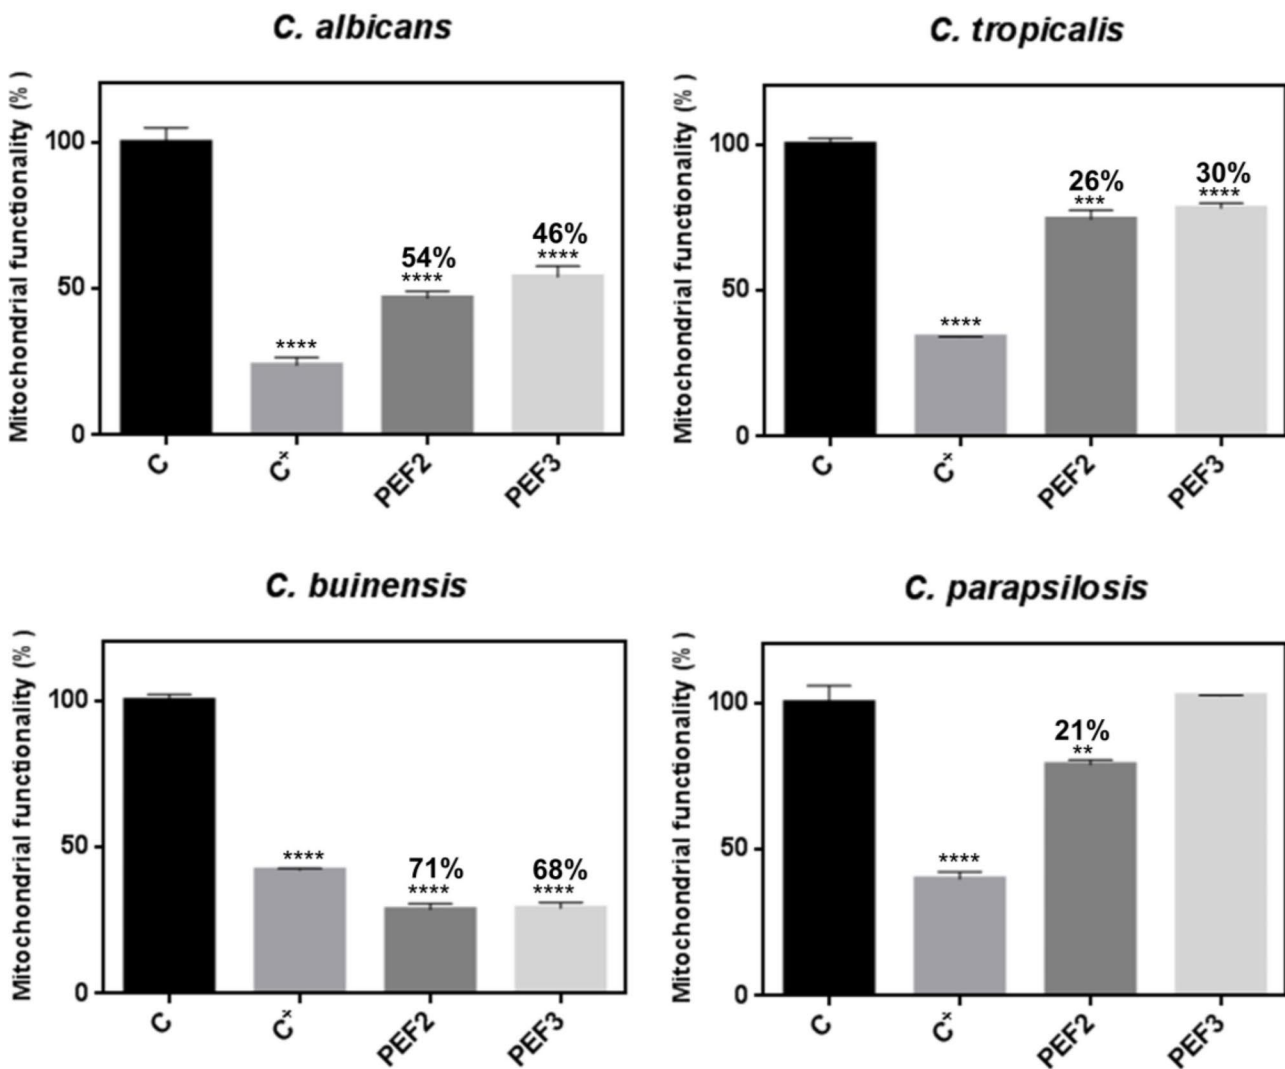 C. albicans
Mitochondrial functionality (% )
100
50
0
****
54%
****
46%
****
C
C+
PEF2
PEF3
C. tropicalis
Mitochondrial functionality (% )
100
50
0
****
26%
***
30%
****
C
C+
PEF2
PEF3
C. buinensis
Mitochondrial functionality (% )
100
50
0
****
71%
****
68%
****
C
C+
PEF2
PEF3
C. parapsilosis
Mitochondrial functionality (% )
100
50
0
****
21%
**
C
C+
PEF2
PEF3